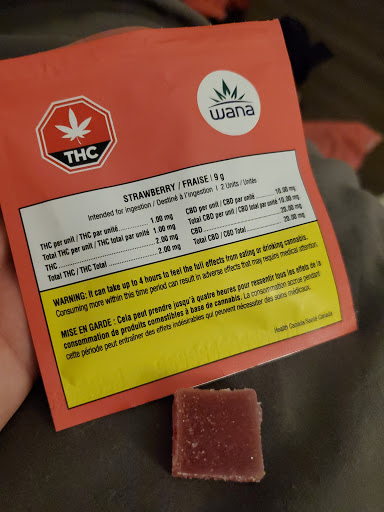 THC
wana
STRAWBERRY / FRAISE | 9 g
Intended for ingestion / Destiné à l'ingestion | 2 Units / Unités
THC per unit / THC par unité 1.00 mg CBD per unit / CBD par unité 10.00 mg
Total THC per unit / THC total par unité 1.00 mg Total CBD per unit / CBD total par unité 10.00 mg
THC 2.00 mg CBD 20.00 mg
Total THC / THC Total 2.00 mg Total CBD / CBD Total 20.00 mg
WARNING: It can take up to 4 hours to feel the full effects from eating or drinking cannabis.
Consuming more within this time period can result in adverse effects that may require medical attention.
MISE EN GARDE : Cela peut prendre jusqu'à quatre heures pour ressentir tous les effets de la
consommation de produits comestibles à base de cannabis. La consommation accrue pendant
cette période peut entraîner des effets indésirables qui peuvent nécessiter des soins médicaux.
Health Canada/Santé Canada